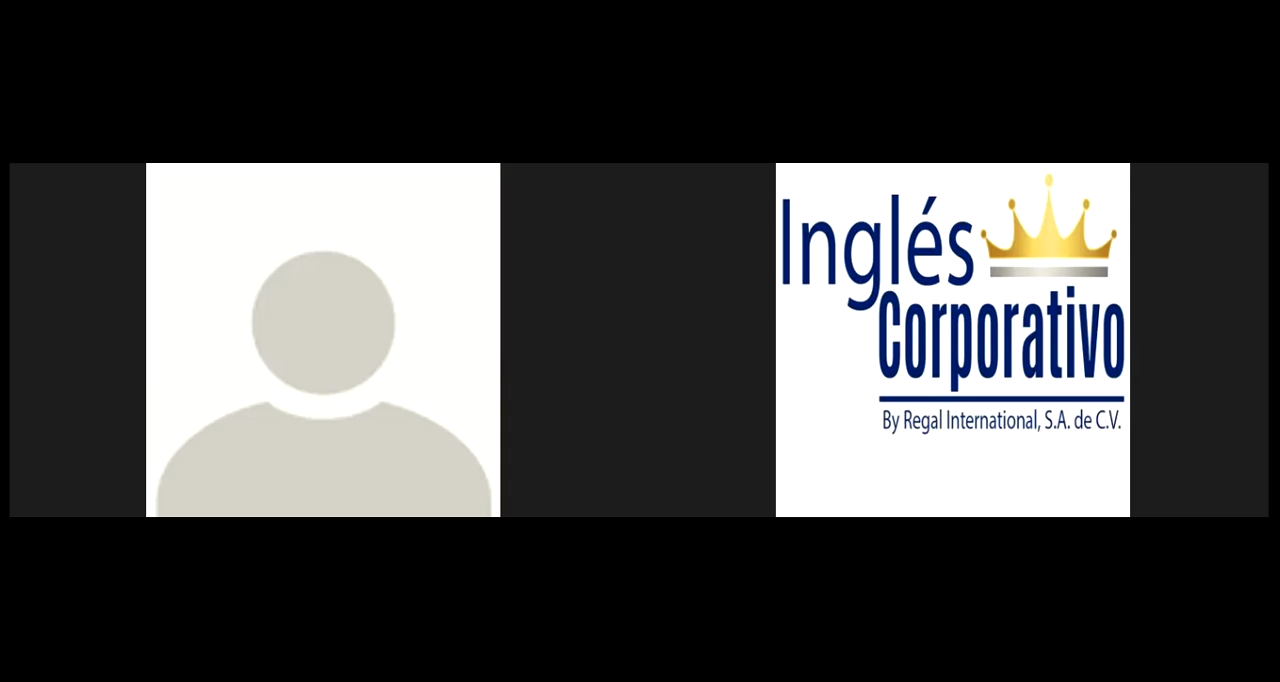 Inglés
Corporativo
By Regal International, S.A. de C.V.